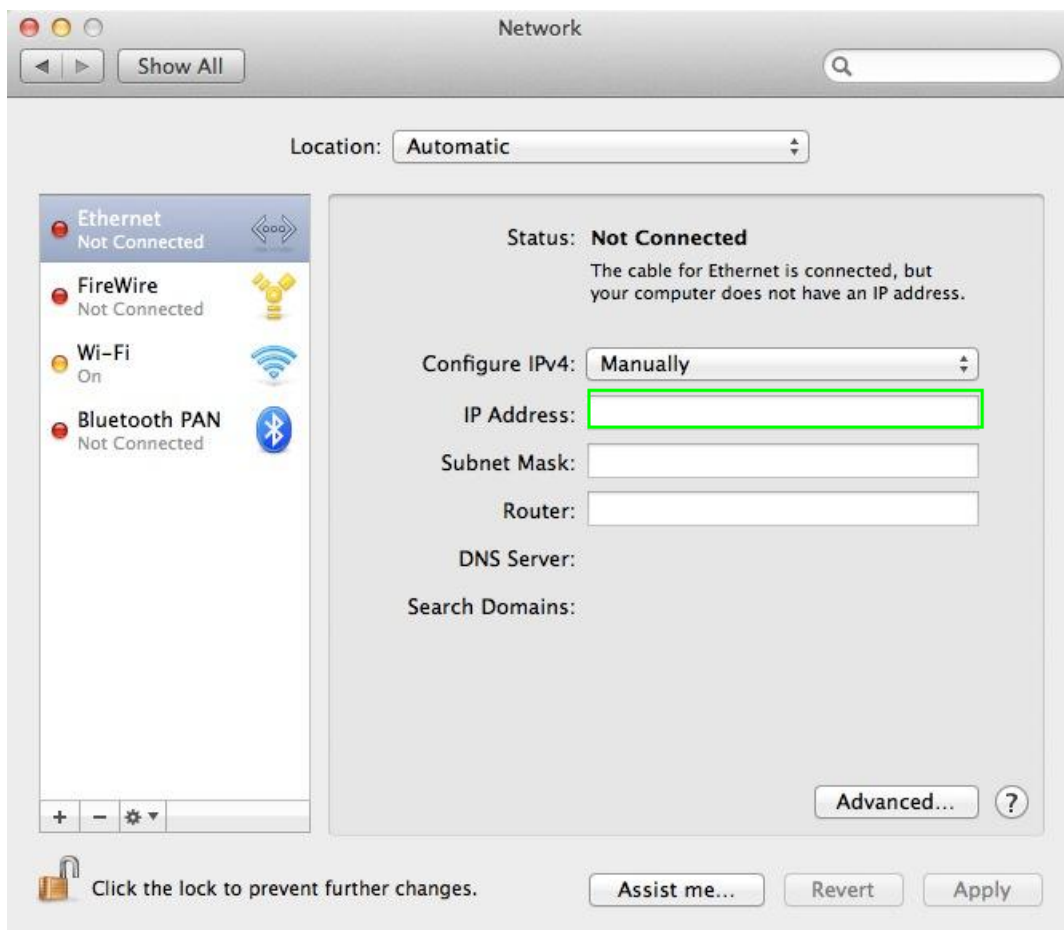 Network
Show All
Location: Automatic
Ethernet
Not Connected
FireWire
Not Connected
Wi-Fi
On
Bluetooth PAN
Not Connected
Status: Not Connected
The cable for Ethernet is connected, but
your computer does not have an IP address.
Configure IPv4: Manually
IP Address:
Subnet Mask:
Router:
DNS Server:
Search Domains:
Advanced... ?
Click the lock to prevent further changes.
Assist me... Revert Apply